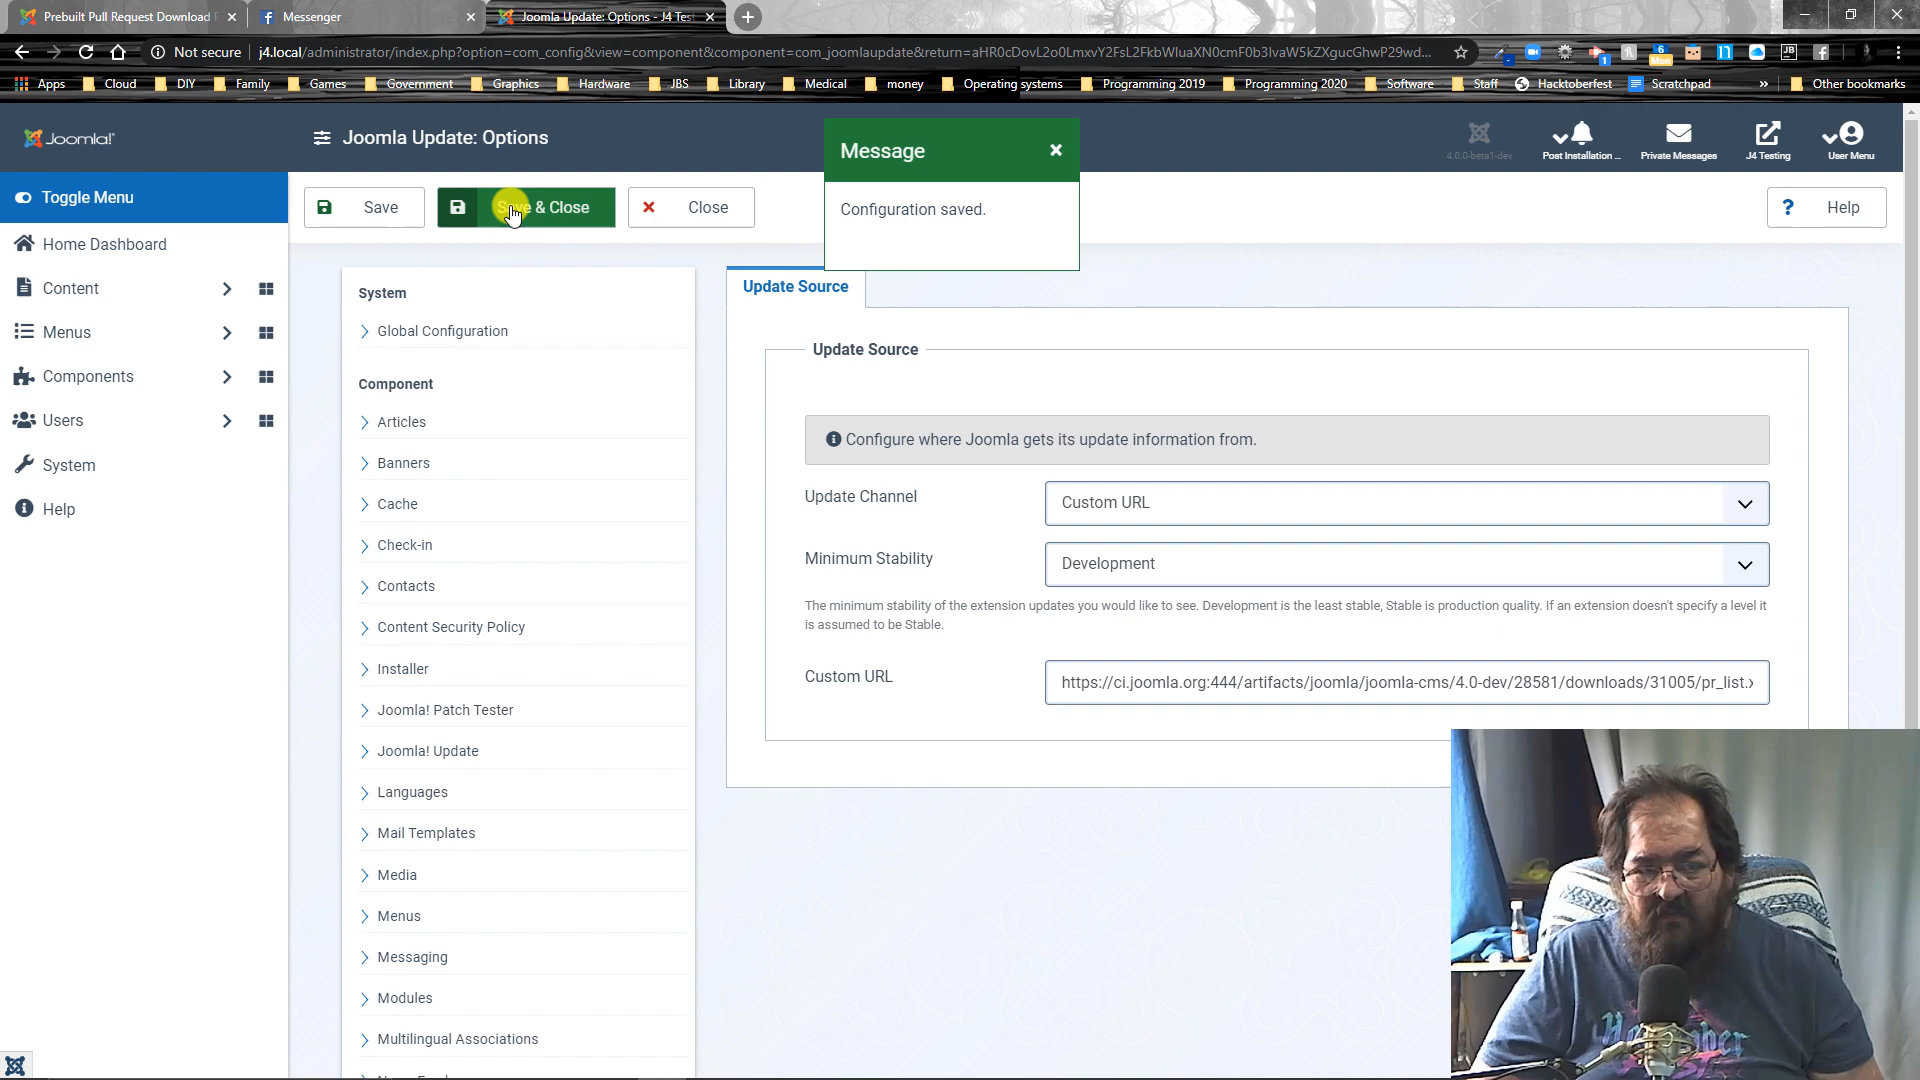 Prebuilt Pull Request Download P
Messenger
Joomla Update: Options - J4 Tes
Not secure
j4.local/administrator/index.php?option=com_config&view=component&component=com_joomlaupdate&return=
Apps
Cloud
DIY
Family
Games
Government
Graphics
Hardware
JBS
Library
Medical
money
Operating systems
Programming 2019
Programming 2020
Software
Staff
Hacktoberfest
Scratchpad
»
Other bookmarks
Joomla!
Joomla Update: Options
4.0.0-beta1-dev
Post Installation ...
Private Messages
J4 Testing
User Menu
Message
Configuration saved.
Toggle Menu
Save
Save & Close
Close
Help
Home Dashboard
Content
Menus
Components
Users
System
Help
System
Global Configuration
Component
Articles
Banners
Cache
Check-in
Contacts
Content Security Policy
Installer
Joomla! Patch Tester
Joomla! Update
Languages
Mail Templates
Media
Menus
Messaging
Modules
Multilingual Associations
Update Source
Update Source
Configure where Joomla gets its update information from.
Update Channel
Custom URL
Minimum Stability
Development
The minimum stability of the extension updates you would like to see. Development is the least stable, Stable is production quality. If an extension doesn't specify a level it
is assumed to be Stable.
Custom URL
https://ci.joomla.org:444/artifacts/joomla/joomla-cms/4.0-dev/28581/downloads/31005/pr_list.x